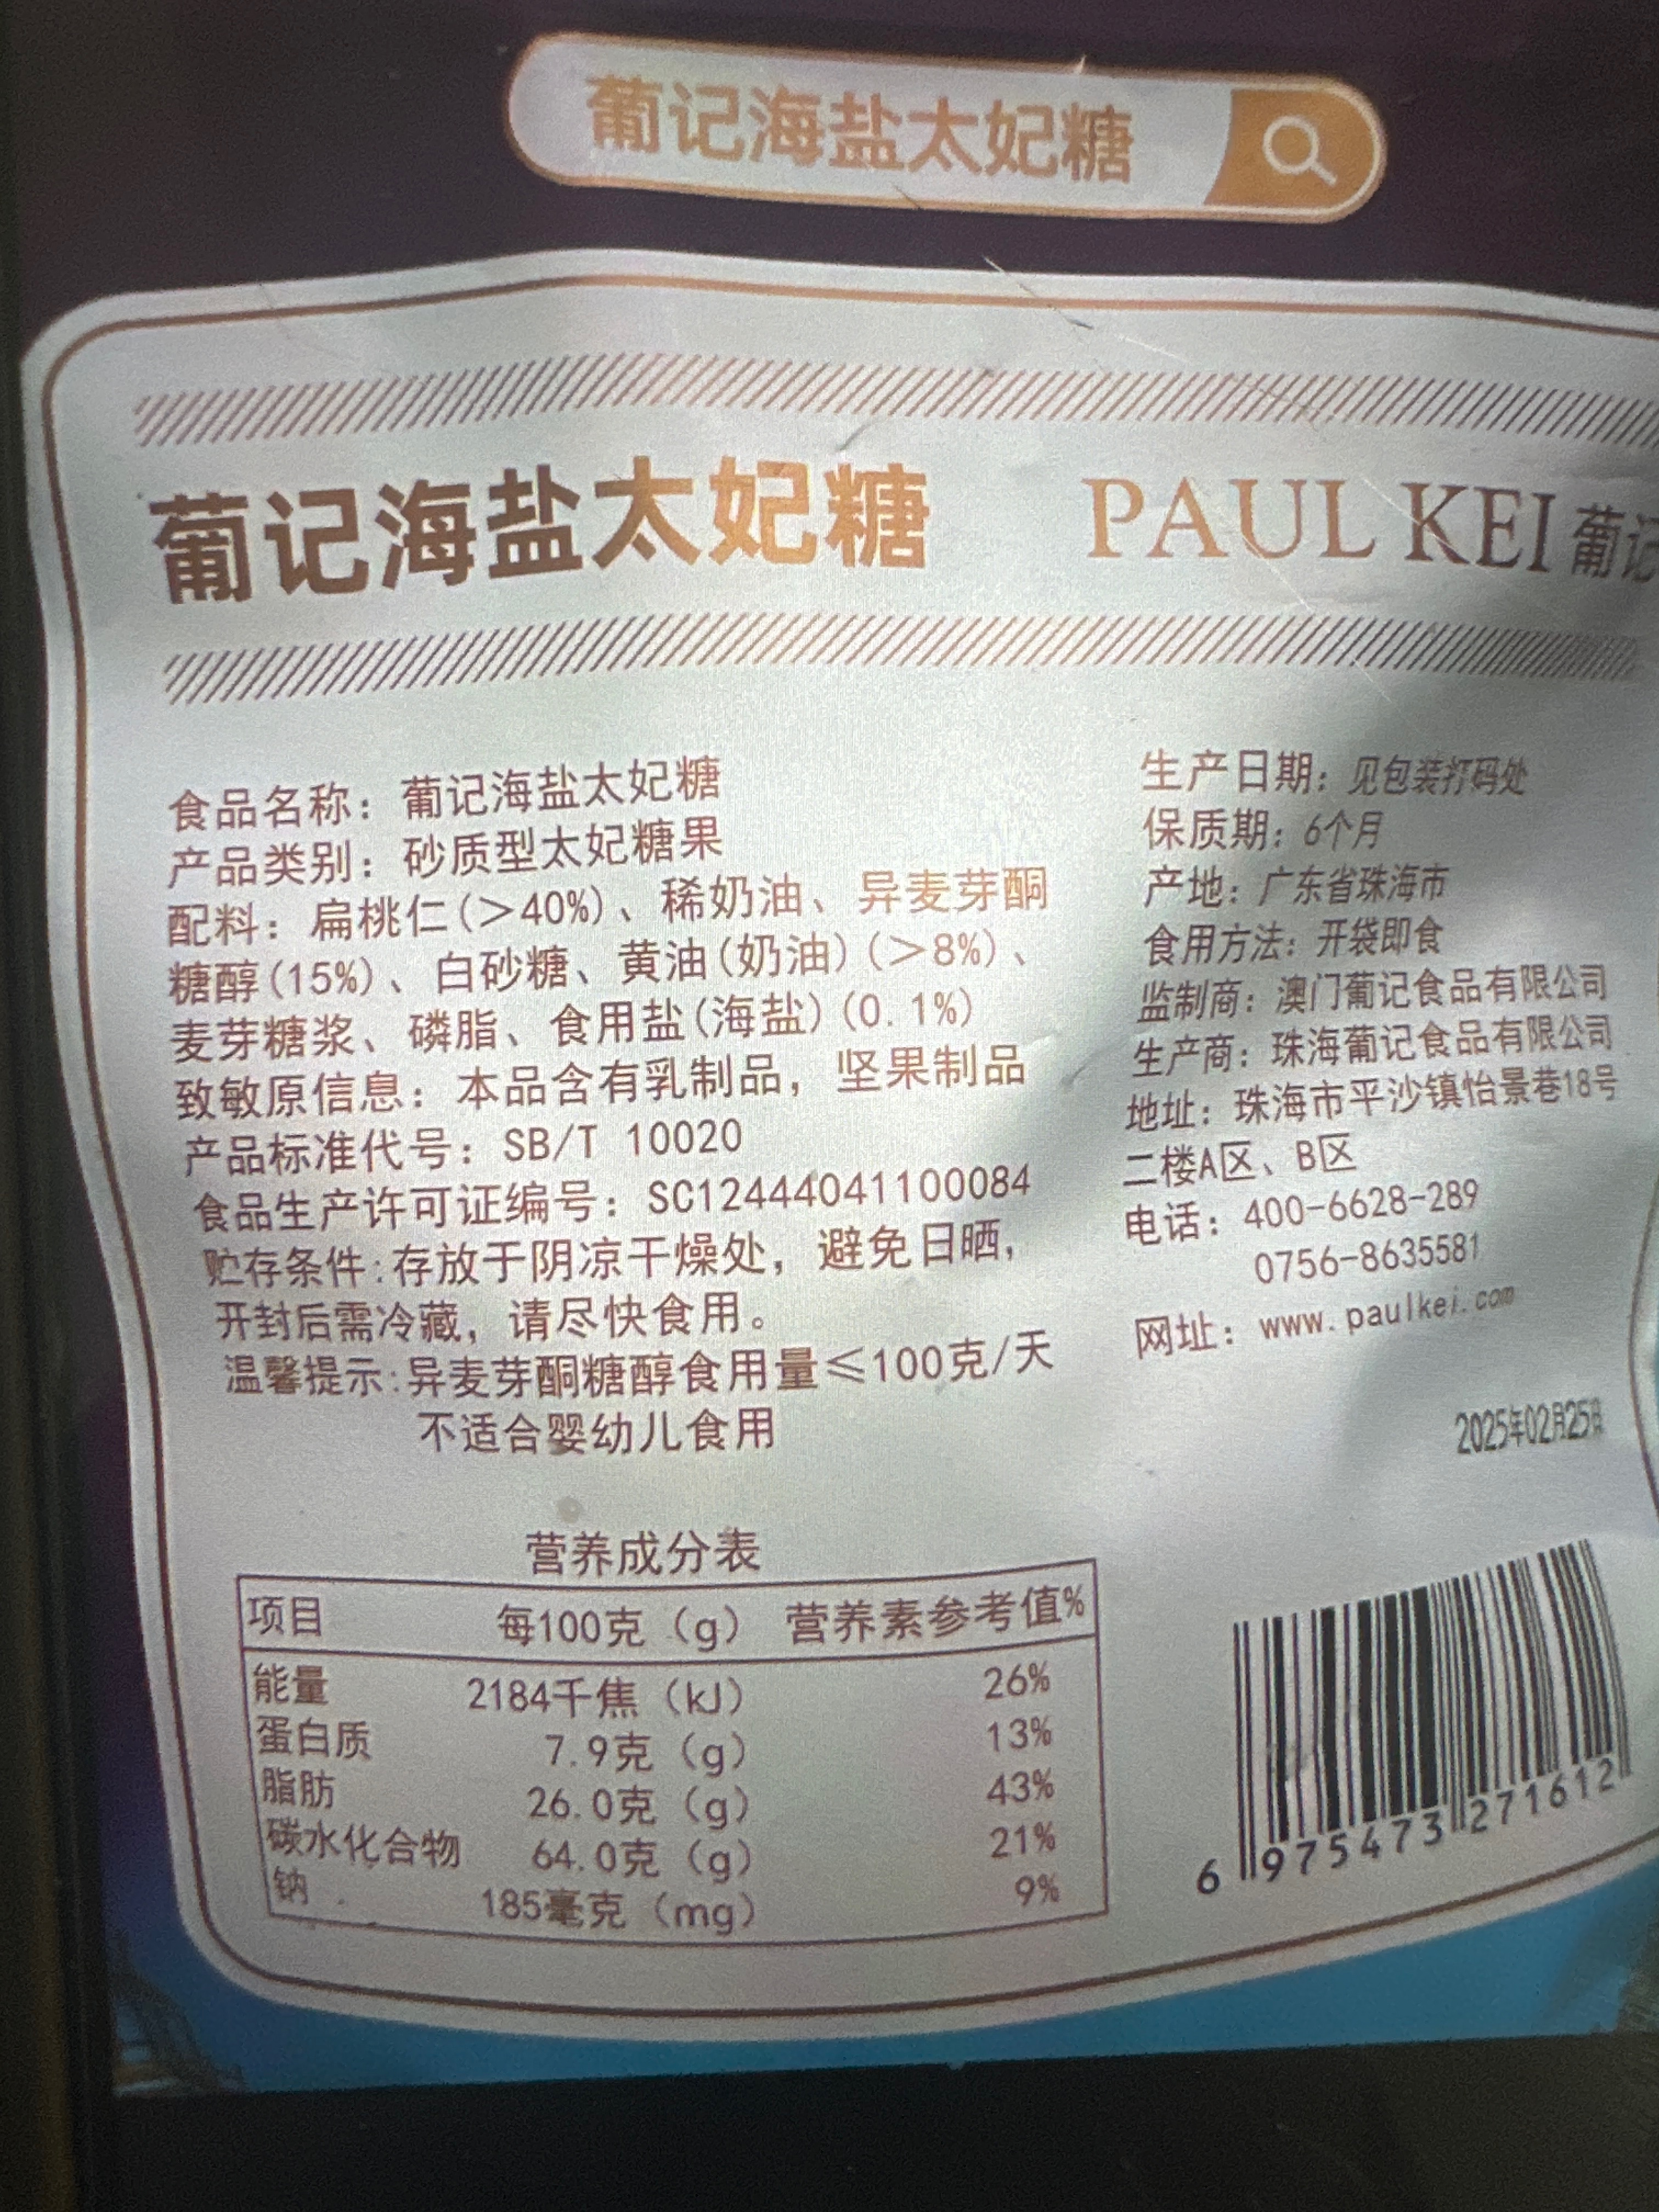 葡记海盐太妃糖
葡记海盐太妃糖 PAUL KEI 葡记
食品名称：葡记海盐太妃糖
产品类别：砂质型太妃糖果
配料：扁桃仁(＞40%)、稀奶油、异麦芽酮
糖醇(15%)、白砂糖、黄油(奶油)(＞8%)、
麦芽糖浆、磷脂、食用盐(海盐)(0.1%)
致敏原信息：本品含有乳制品，坚果制品
产品标准代号：SB/T 10020
食品生产许可证编号：SC12444041100084
贮存条件:存放于阴凉干燥处，避免日晒，
开封后需冷藏，请尽快食用。
温馨提示:异麦芽酮糖醇食用量≤100克/天
不适合婴幼儿食用
生产日期：见包装打码处
保质期：6个月
产地：广东省珠海市
食用方法：开袋即食
监制商：澳门葡记食品有限公司
生产商：珠海葡记食品有限公司
地址：珠海市平沙镇怡景巷18号
二楼A区、B区
电话：400-6628-289
0756-8635581
网址：www.paulkei.com
2025年02月25日
营养成分表
项目 每100克（g） 营养素参考值%
能量 2184千焦（kJ） 26%
蛋白质 7.9克（g） 13%
脂肪 26.0克（g） 43%
碳水化合物 64.0克（g） 21%
钠 185毫克（mg） 9%
6 975473 271612